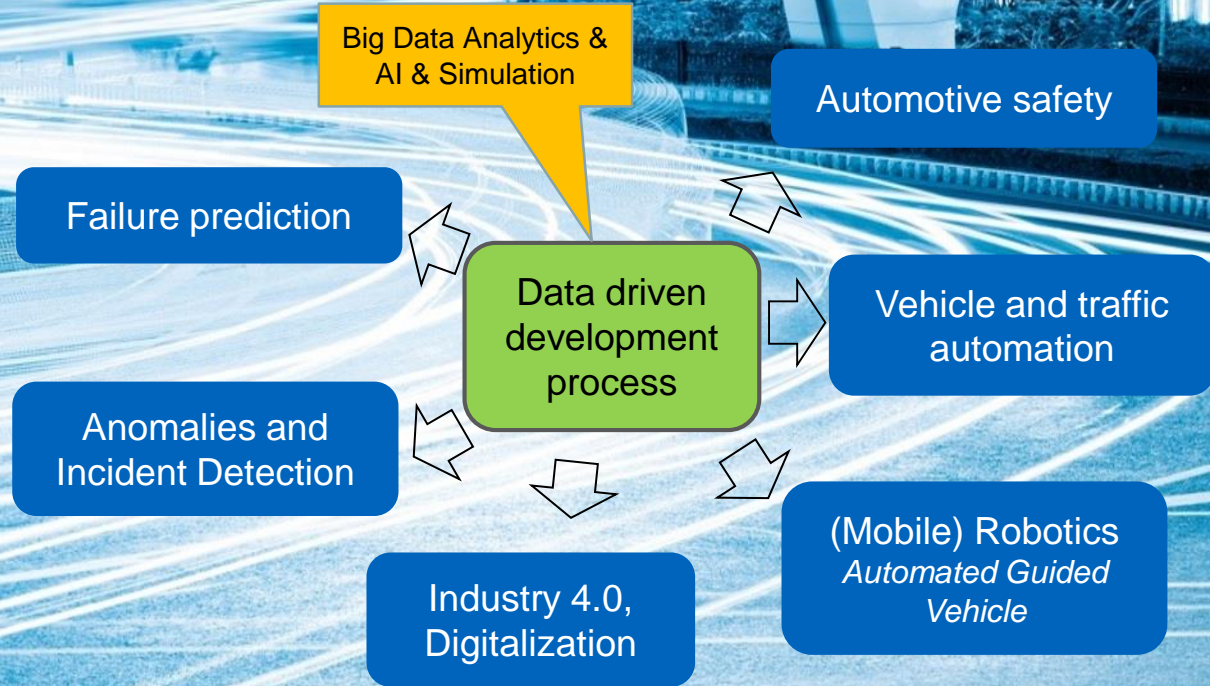 Big Data Analytics &
AI & Simulation
Automotive safety
Failure prediction
Data driven
development
process
Vehicle and traffic
automation
Anomalies and
Incident Detection
(Mobile) Robotics
Automated Guided
Vehicle
Industry 4.0,
Digitalization